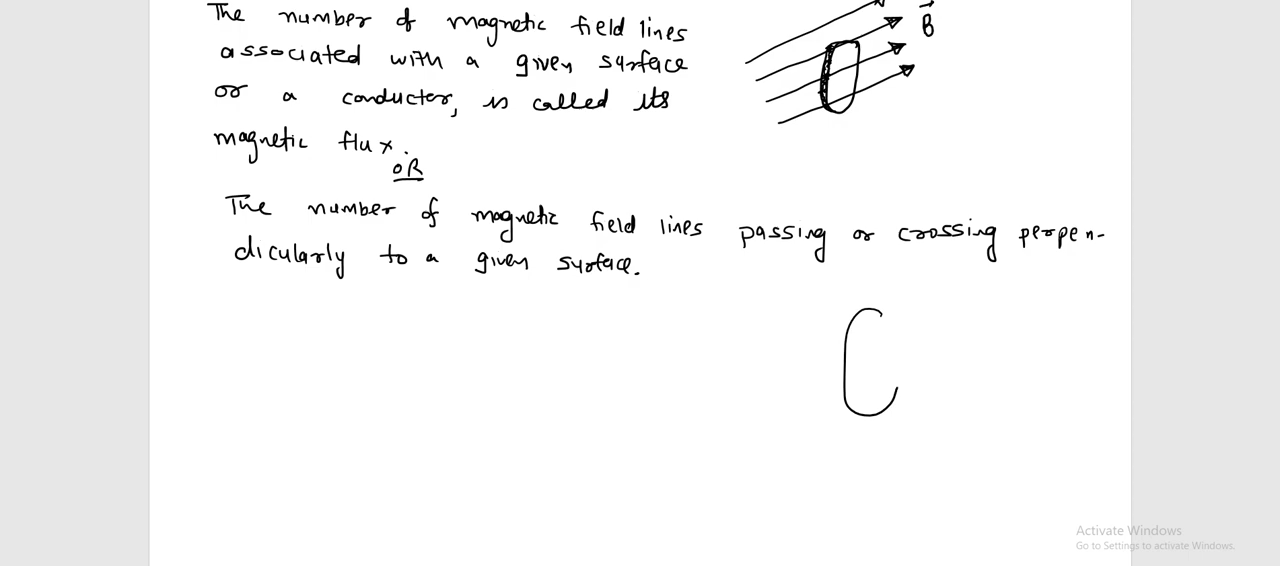 The number of magnetic field lines
associated with a given surface
or a conductor, is called its
magnetic flux.
OR
The number of magnetic field lines passing or crossing perpen-
dicularly to a given surface.
B
Activate Windows
Go to Settings to activate Windows.